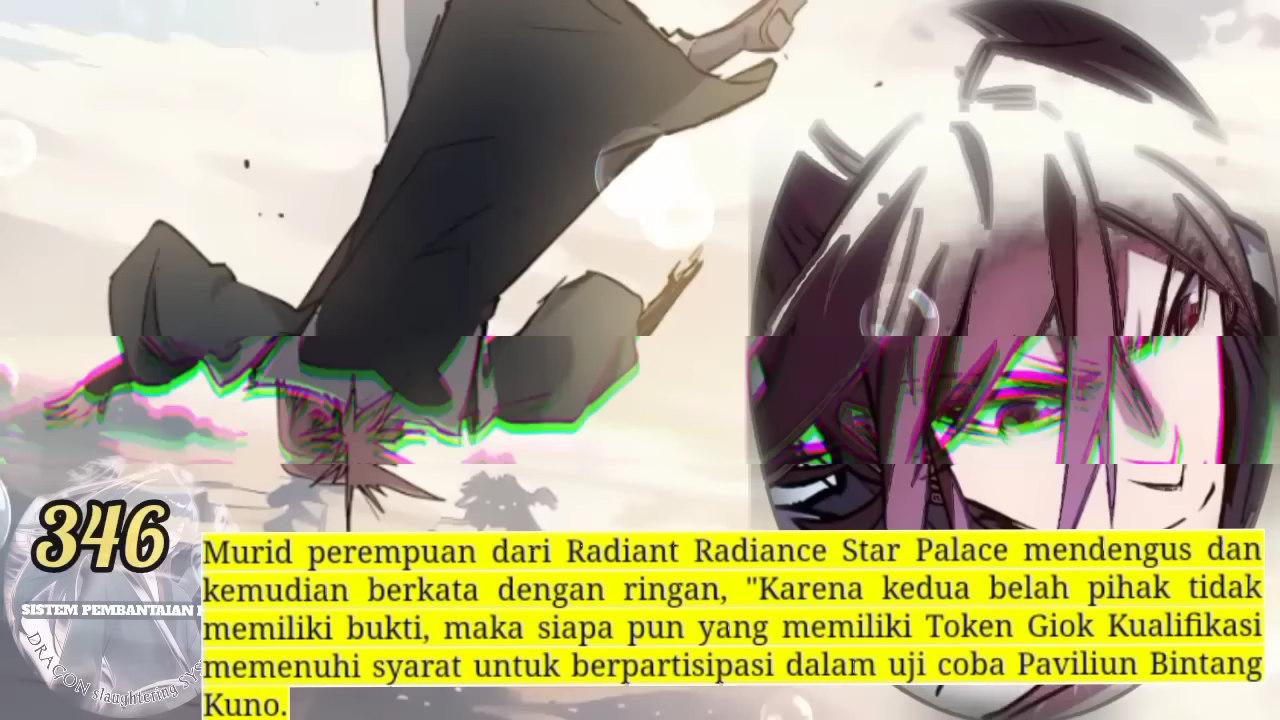 346
SISTEM PEMBANTAIAN
DRAGON slaughtering
Murid perempuan dari Radiant Radiance Star Palace mendengus dan
kemudian berkata dengan ringan, "Karena kedua belah pihak tidak
memiliki bukti, maka siapa pun yang memiliki Token Giok Kualifikasi
memenuhi syarat untuk berpartisipasi dalam uji coba Paviliun Bintang
Kuno.